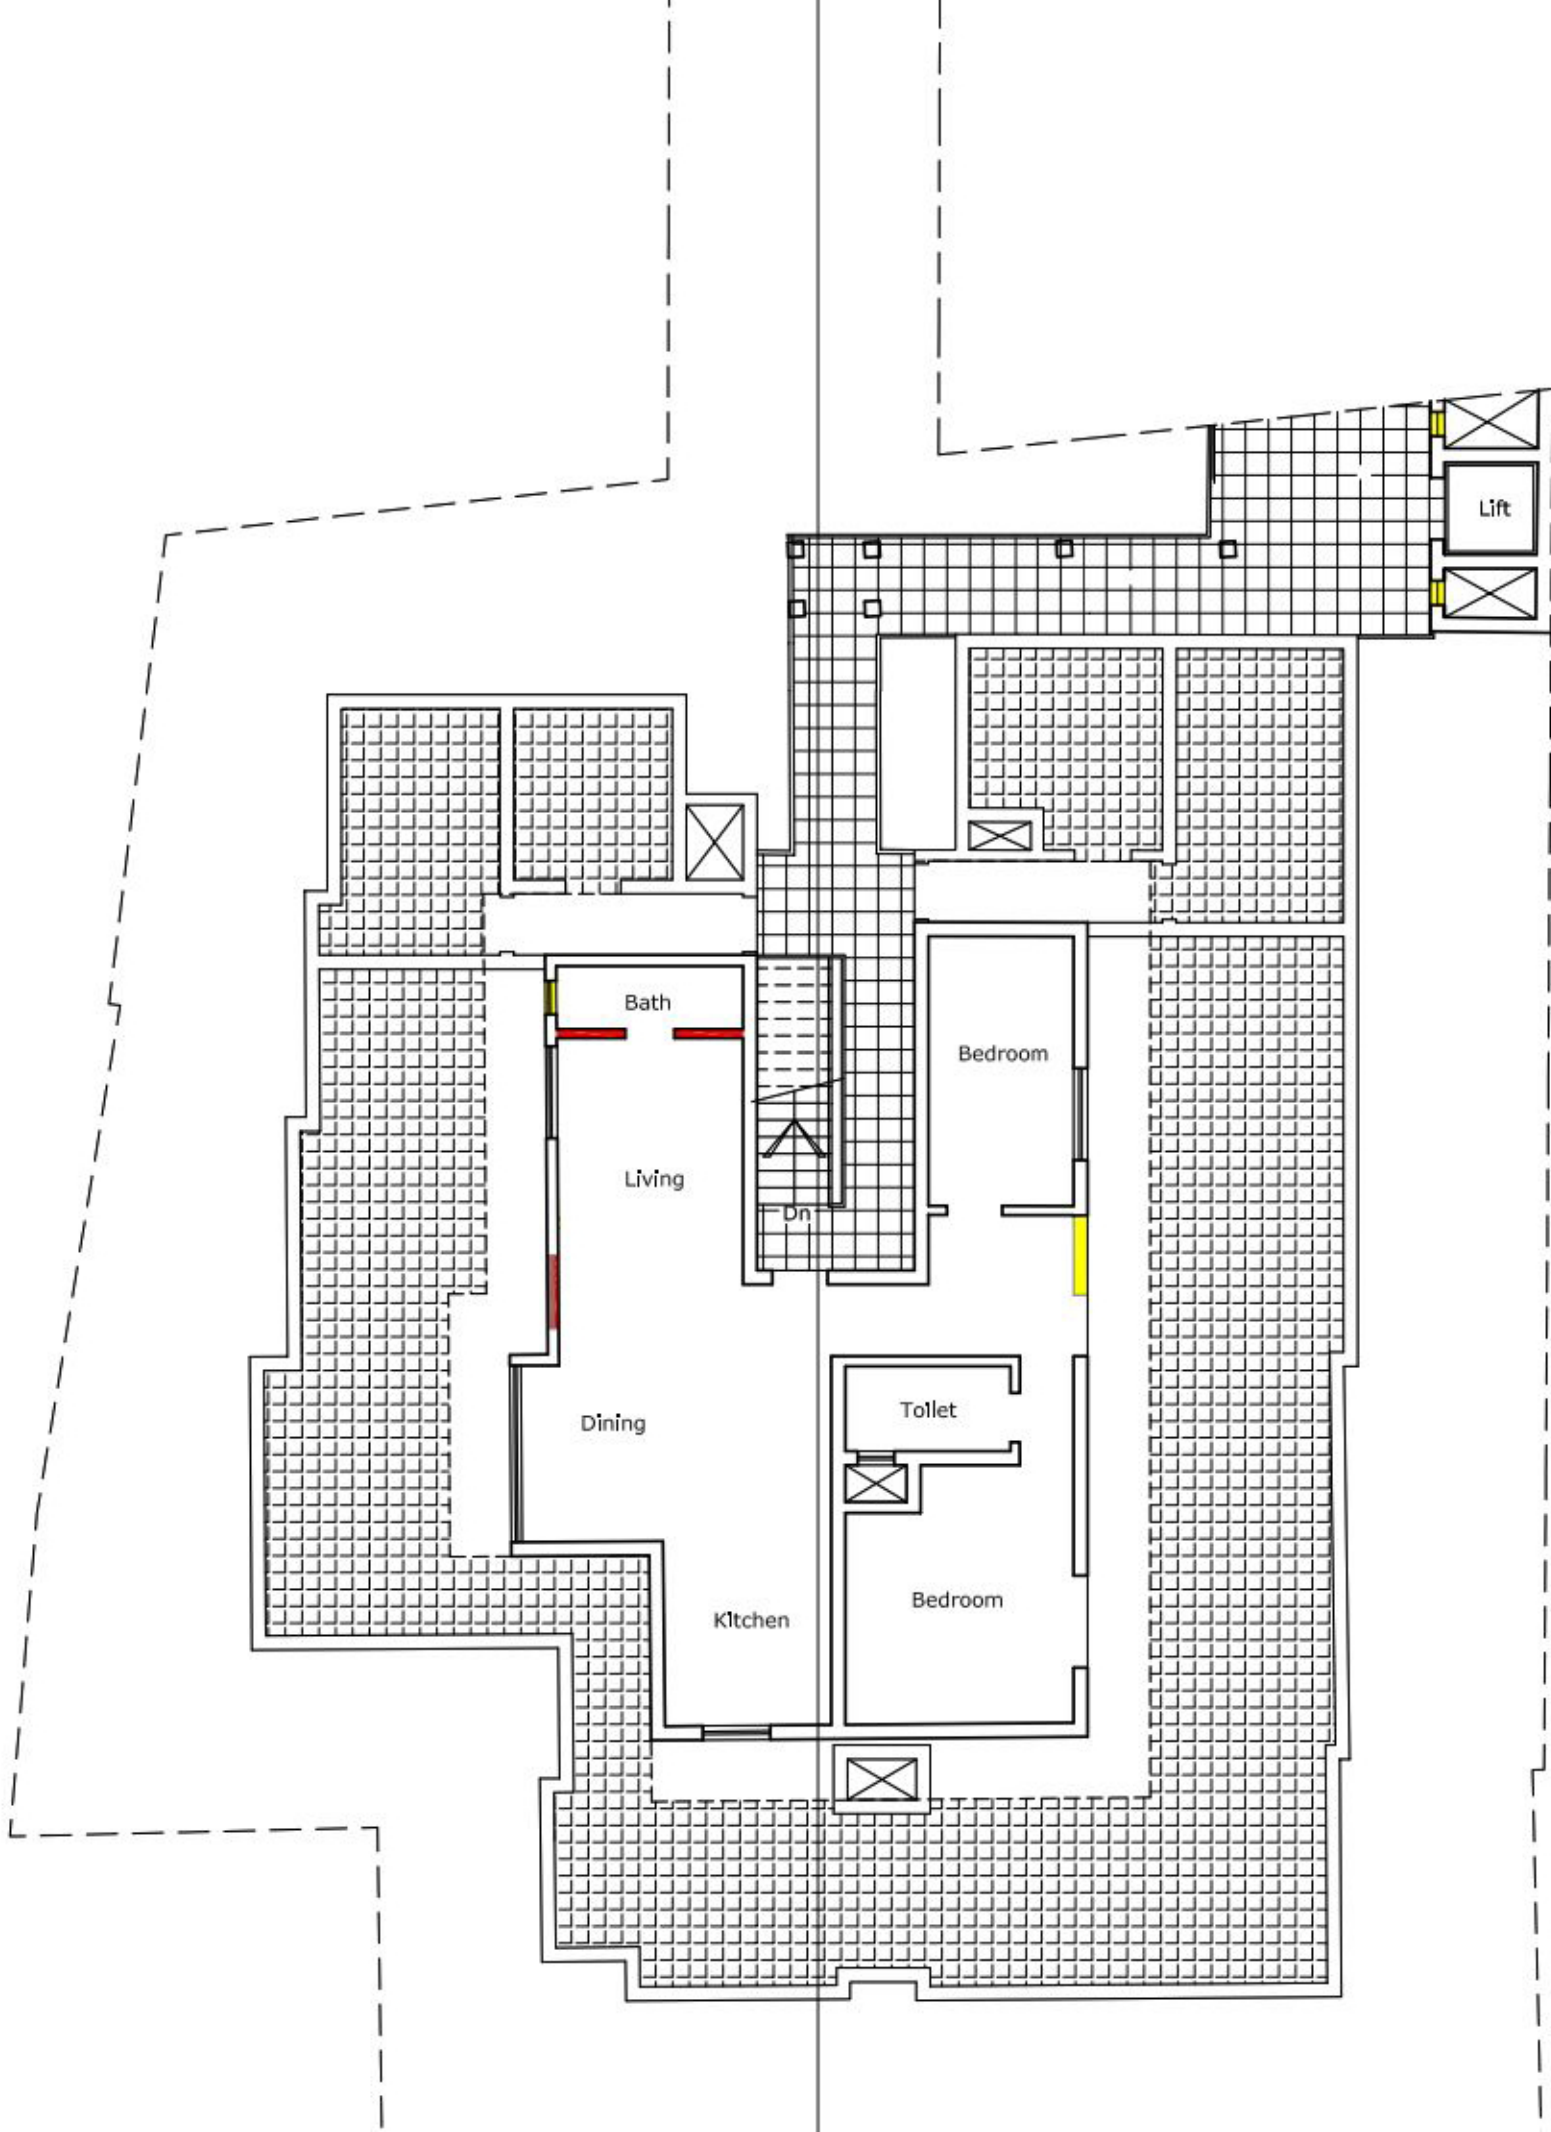 Lift
Bath
Bedroom
Living
Dn
Toilet
Dining
Bedroom
Kitchen